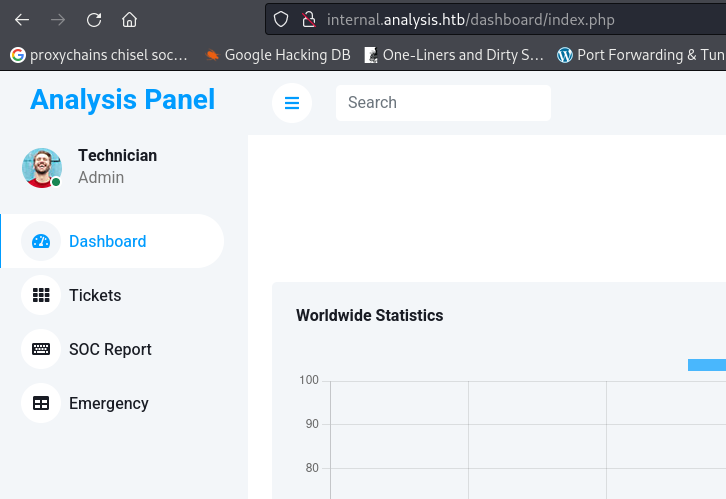 internal.analysis.htb/dashboard/index.php
proxychains chisel soc… Google Hacking DB One-Liners and Dirty S… Port Forwarding & Tun
Analysis Panel
Search
Technician
Admin
Dashboard
Tickets
Worldwide Statistics
SOC Report
100
Emergency
90
80